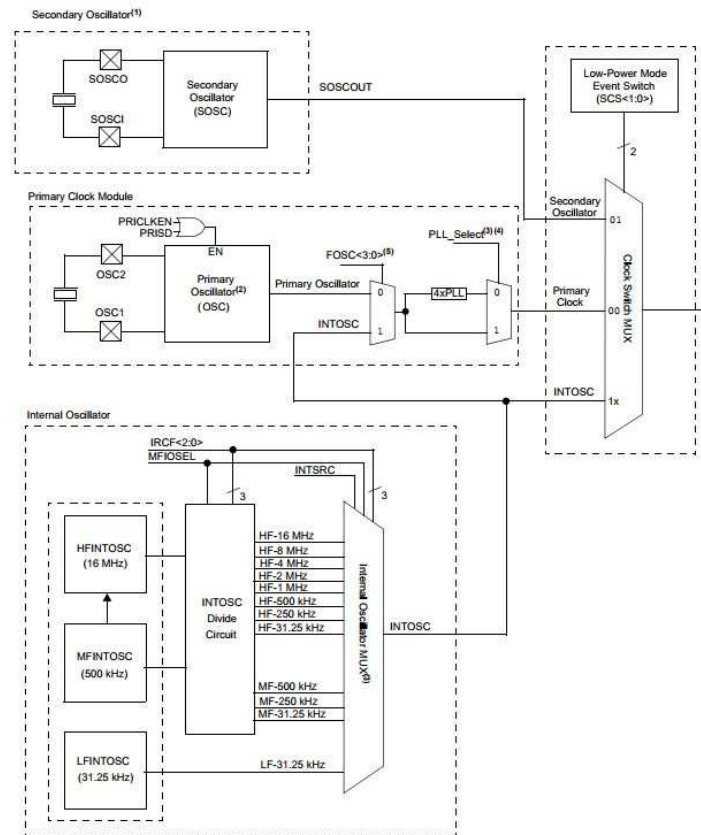 Secondary Oscillator(1)
SOSCO
SOSCI
Secondary
Oscillator
(SOSC)
SOSCOUT
Low-Power Mode
Event Switch
(SCS<1:0>)
2
Secondary
Oscillator
01
Primary Clock Module
PRICLKEN
PRISD
EN
OSC2
OSC1
Primary
Oscillator(2)
(OSC)
Primary Oscillator
FOSC<3:0>(5)
0
1
INTOSC
PLL_Select(3) (4)
4xPLL
0
1
Primary
Clock
00
Clock Switch MUX
INTOSC
1x
Internal Oscillator
IRCF<2:0>
MFIOSEL
INTSRC
3
3
HFINTOSC
(16 MHz)
MFINTOSC
(500 kHz)
LFINTOSC
(31.25 kHz)
INTOSC
Divide
Circuit
HF-16 MHz
HF-8 MHz
HF-4 MHz
HF-2 MHz
HF-1 MHz
HF-500 kHz
HF-250 kHz
HF-31.25 kHz
MF-500 kHz
MF-250 kHz
MF-31.25 kHz
LF-31.25 kHz
Internal Oscillator MUX(3)
INTOSC